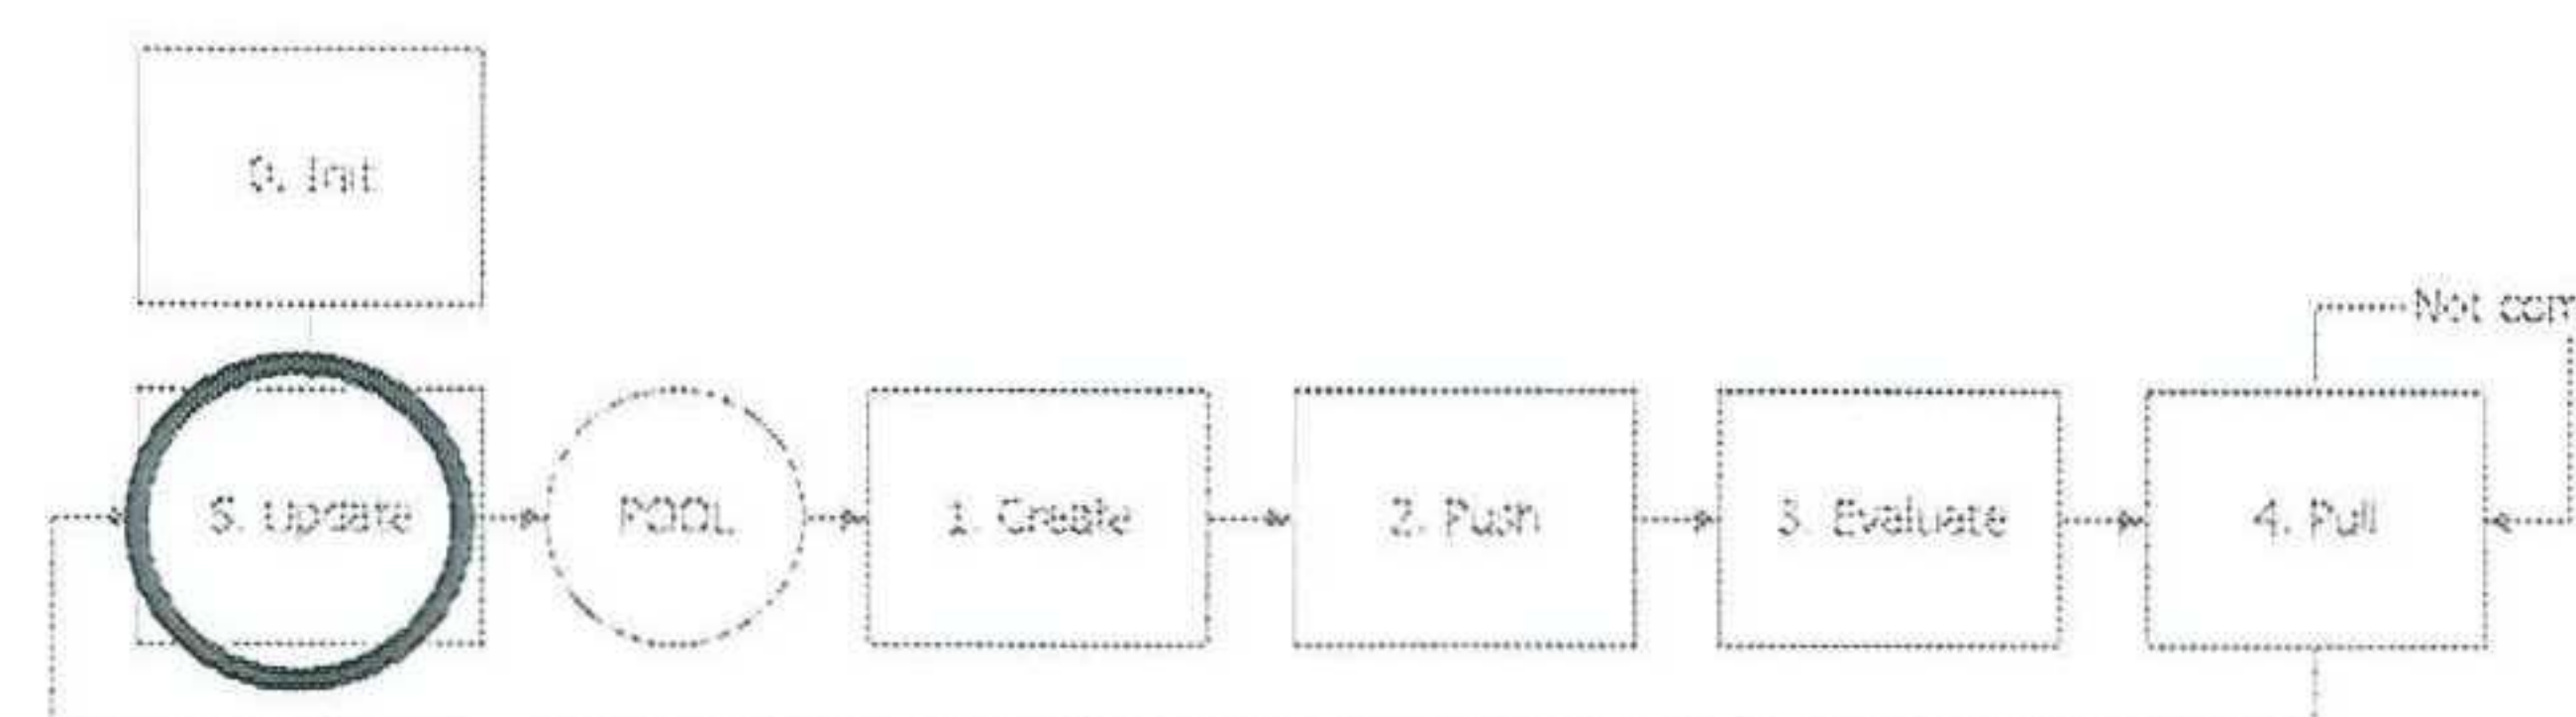 0. Init
Not com
5. Update
POOL
1. Create
2. Push
3. Evaluate
4. Pull